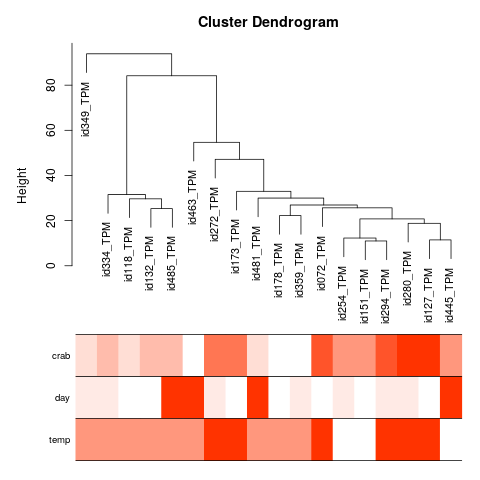 Cluster Dendrogram
Height
80
60
40
20
0
id349_TPM
id334_TPM
id118_TPM
id132_TPM
id485_TPM
id463_TPM
id272_TPM
id173_TPM
id481_TPM
id178_TPM
id359_TPM
id072_TPM
id254_TPM
id151_TPM
id294_TPM
id280_TPM
id127_TPM
id445_TPM
crab
day
temp